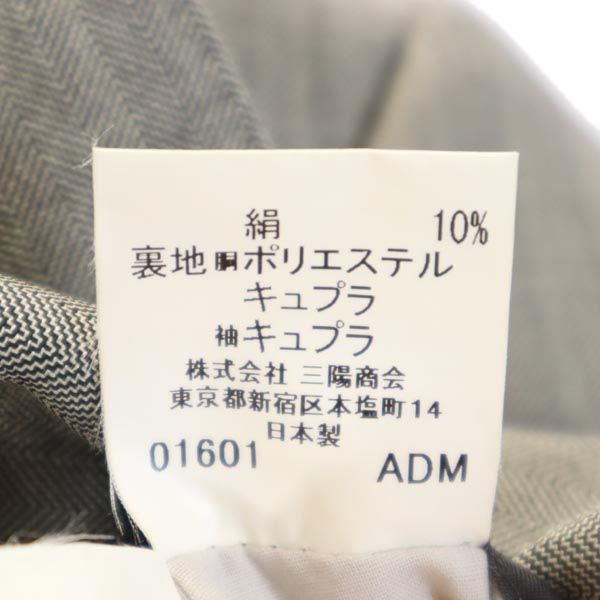 絹 10%
裏地 胴ポリエステル
キュプラ
袖キュプラ
株式会社 三陽商会
東京都新宿区本塩町14
日本製
01601 ADM